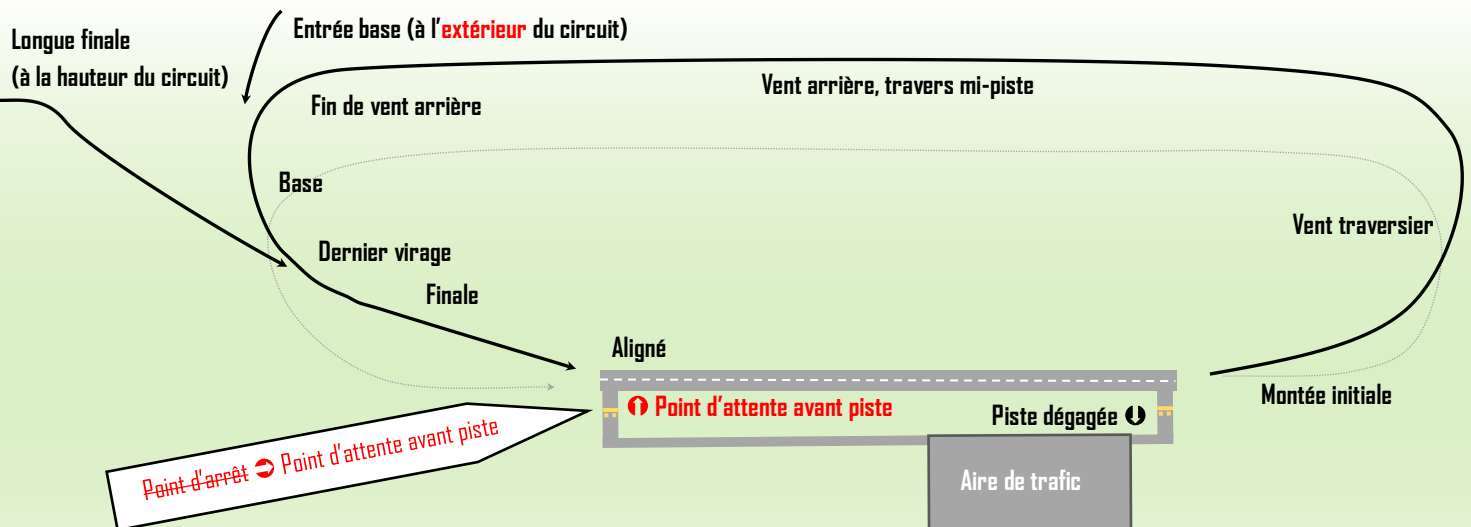 Longue finale
(à la hauteur du circuit)
Entrée base (à l'extérieur du circuit)
Vent arrière, travers mi-piste
Fin de vent arrière
Base
Vent traversier
Dernier virage
Finale
Aligné
Montée initiale
Point d'attente avant piste
Piste dégagée
Point d'arrêt Point d'attente avant piste
Aire de trafic